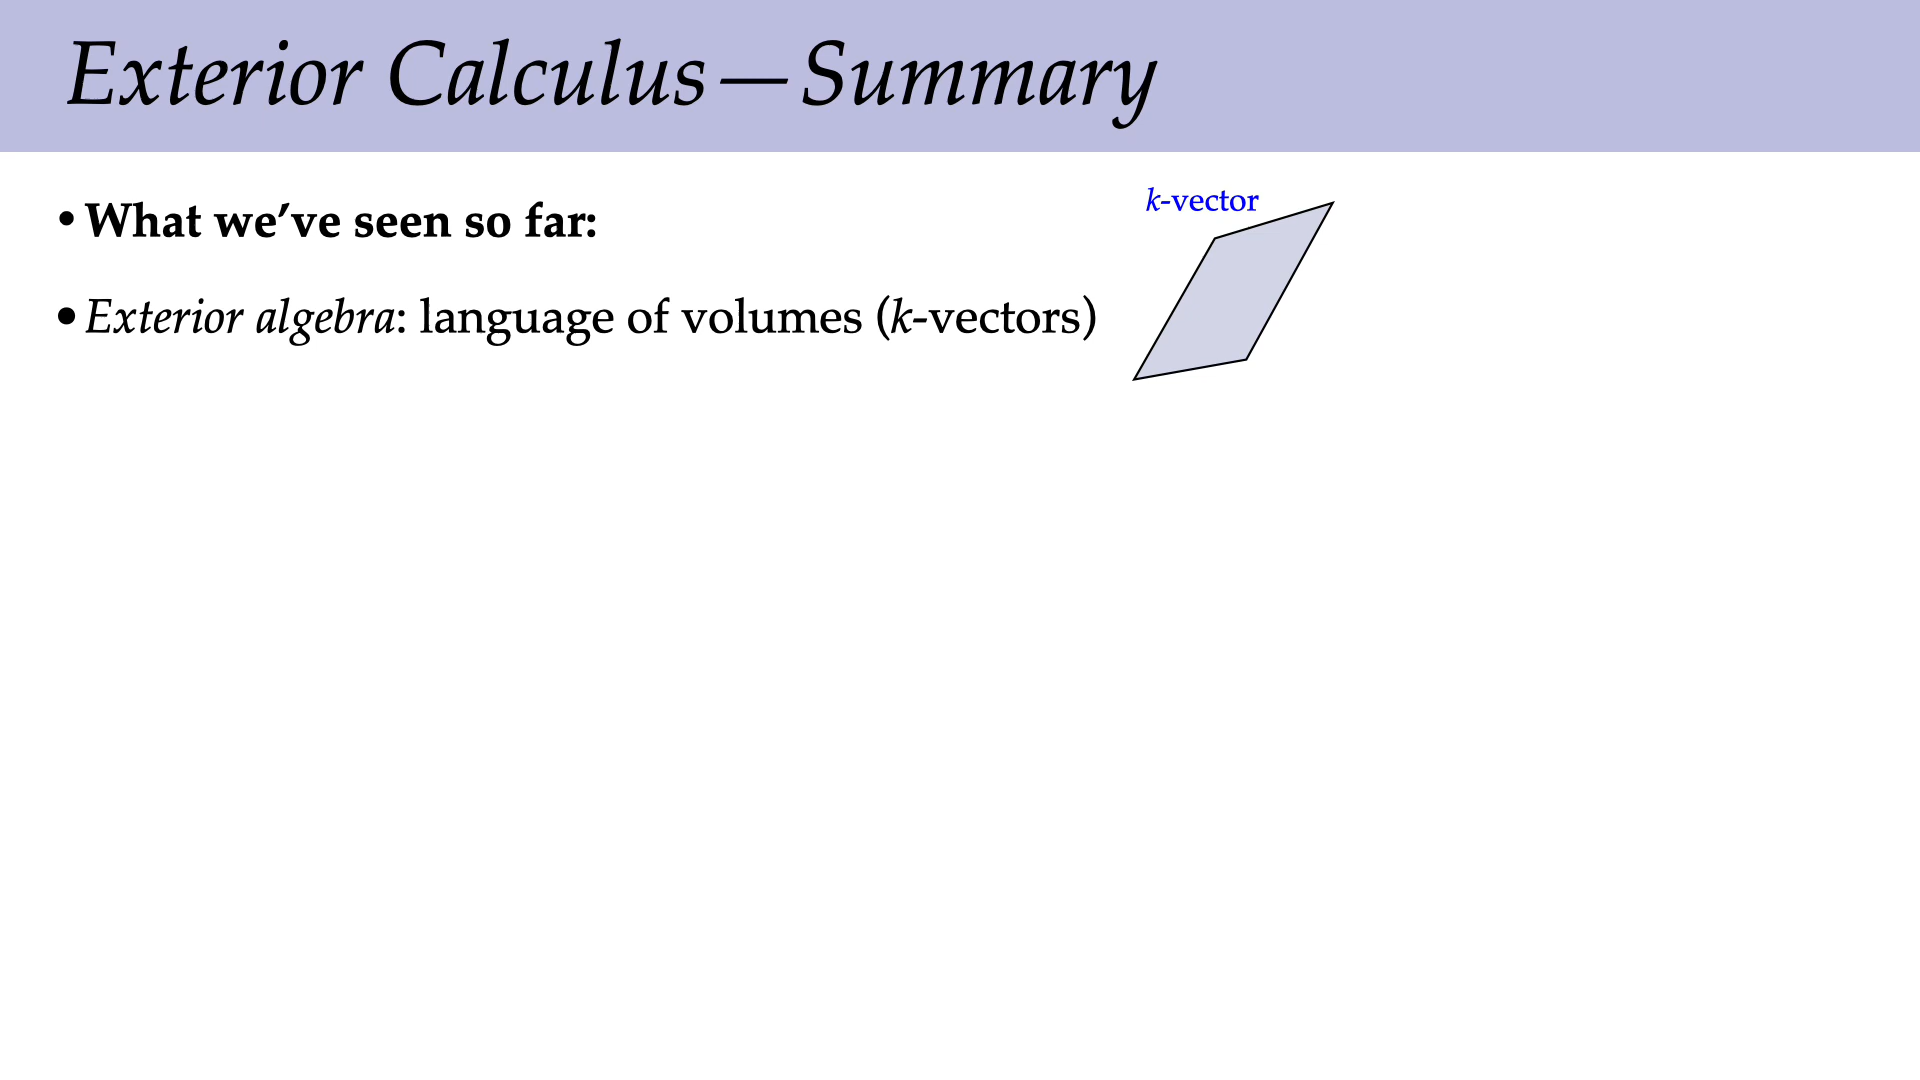 Exterior Calculus—Summary
• What we’ve seen so far:
k-vector
• Exterior algebra: language of volumes (k-vectors)